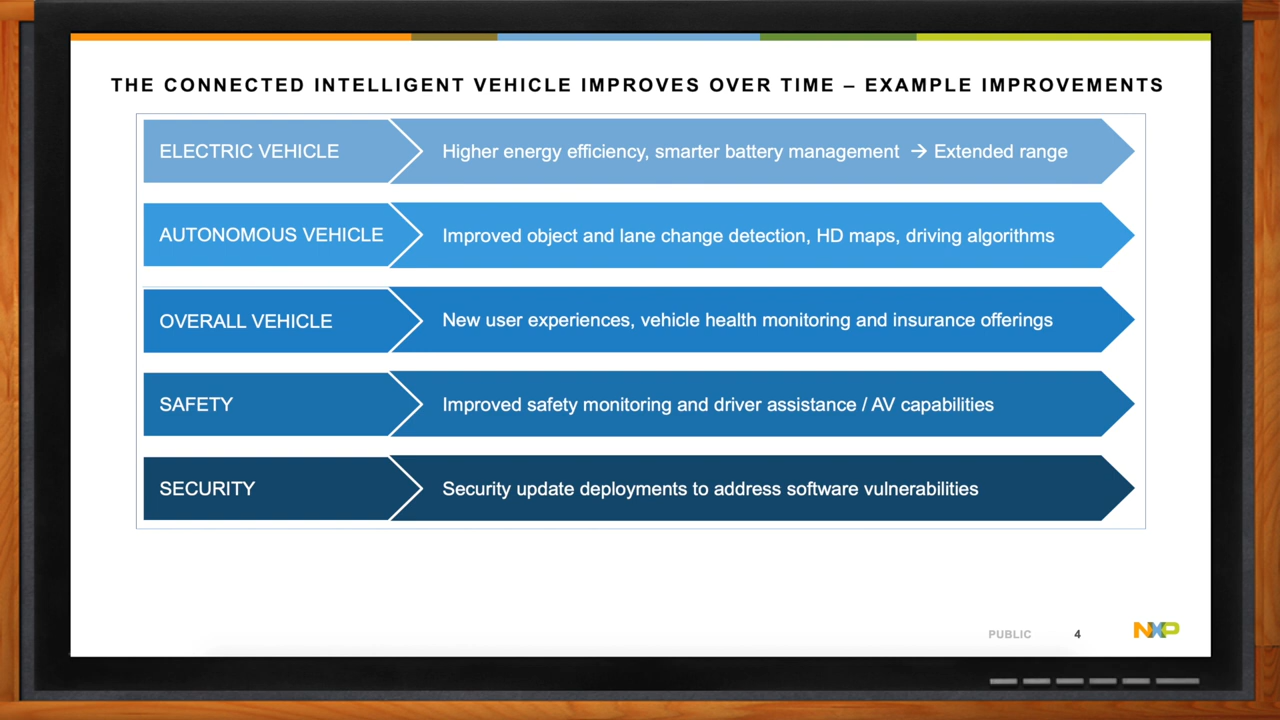 THE CONNECTED INTELLIGENT VEHICLE IMPROVES OVER TIME – EXAMPLE IMPROVEMENTS
ELECTRIC VEHICLE
Higher energy efficiency, smarter battery management → Extended range
AUTONOMOUS VEHICLE
Improved object and lane change detection, HD maps, driving algorithms
OVERALL VEHICLE
New user experiences, vehicle health monitoring and insurance offerings
SAFETY
Improved safety monitoring and driver assistance / AV capabilities
SECURITY
Security update deployments to address software vulnerabilities
PUBLIC 4 NXP